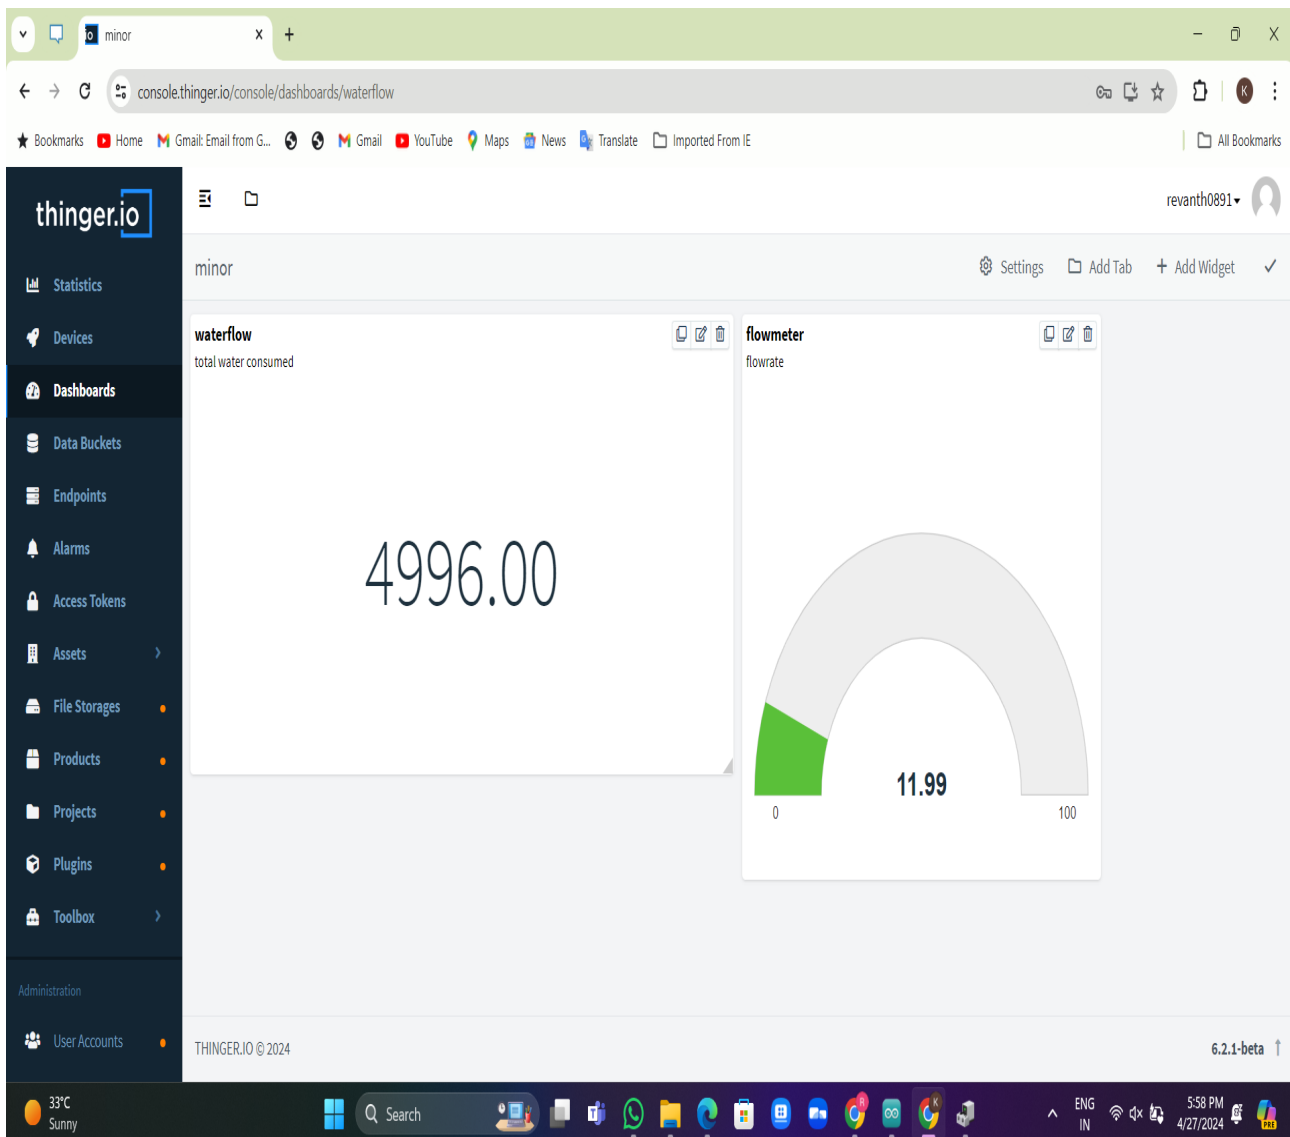 io minor
console.thinger.io/console/dashboards/waterflow
Bookmarks Home Gmail: Email from G... Gmail YouTube Maps News Translate Imported From IE All Bookmarks
thinger.io
revanth0891
minor Settings Add Tab + Add Widget
Statistics
Devices
Dashboards
Data Buckets
Endpoints
Alarms
Access Tokens
Assets
File Storages
Products
Projects
Plugins
Toolbox
Administration
User Accounts
waterflow
total water consumed
4996.00
flowmeter
flowrate
11.99
0 100
THINGER.IO © 2024 6.2.1-beta
33°C
Sunny
Search
ENG
IN
5:58 PM
4/27/2024
PRE